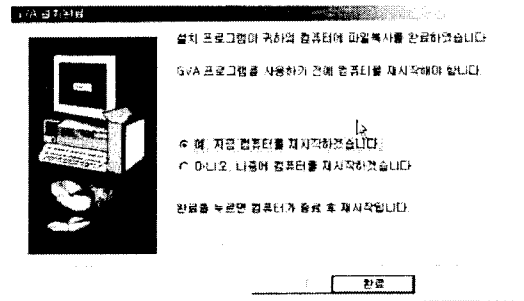 GVA 설치완료
설치 프로그램이 귀하의 컴퓨터에 파일복사를 완료하였습니다
GVA 프로그램을 사용하기 전에 컴퓨터를 재시작해야 합니다.
예, 지금 컴퓨터를 재시작하겠습니다.
아니오, 나중에 컴퓨터를 재시작하겠습니다
완료를 누르면 컴퓨터가 종료 후 재시작됩니다.
완료